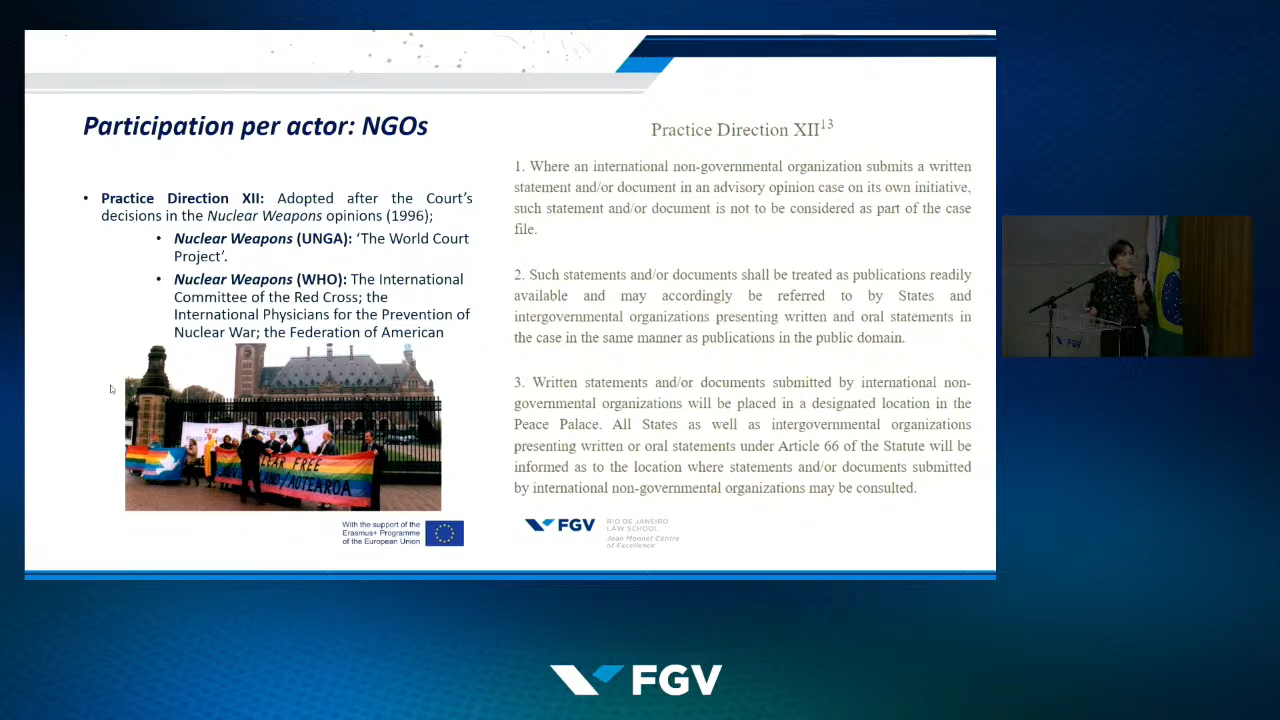 Participation per actor: NGOs
• Practice Direction XII: Adopted after the Court's
decisions in the Nuclear Weapons opinions (1996);
• Nuclear Weapons (UNGA): 'The World Court
Project'.
• Nuclear Weapons (WHO): The International
Committee of the Red Cross; the
International Physicians for the Prevention of
Nuclear War; the Federation of American
STOP
NUCLEAR FREE
AOTEAROA
With the support of the
Erasmus+ Programme
of the European Union
Practice Direction XII13
1. Where an international non-governmental organization submits a written
statement and/or document in an advisory opinion case on its own initiative,
such statement and/or document is not to be considered as part of the case
file.
2. Such statements and/or documents shall be treated as publications readily
available and may accordingly be referred to by States and
intergovernmental organizations presenting written and oral statements in
the case in the same manner as publications in the public domain.
3. Written statements and/or documents submitted by international non-
governmental organizations will be placed in a designated location in the
Peace Palace. All States as well as intergovernmental organizations
presenting written or oral statements under Article 66 of the Statute will be
informed as to the location where statements and/or documents submitted
by international non-governmental organizations may be consulted.
FGV
RIO DE JANEIRO
LAW SCHOOL
Jean Monnet Centre
of Excellence
FGV
FGV